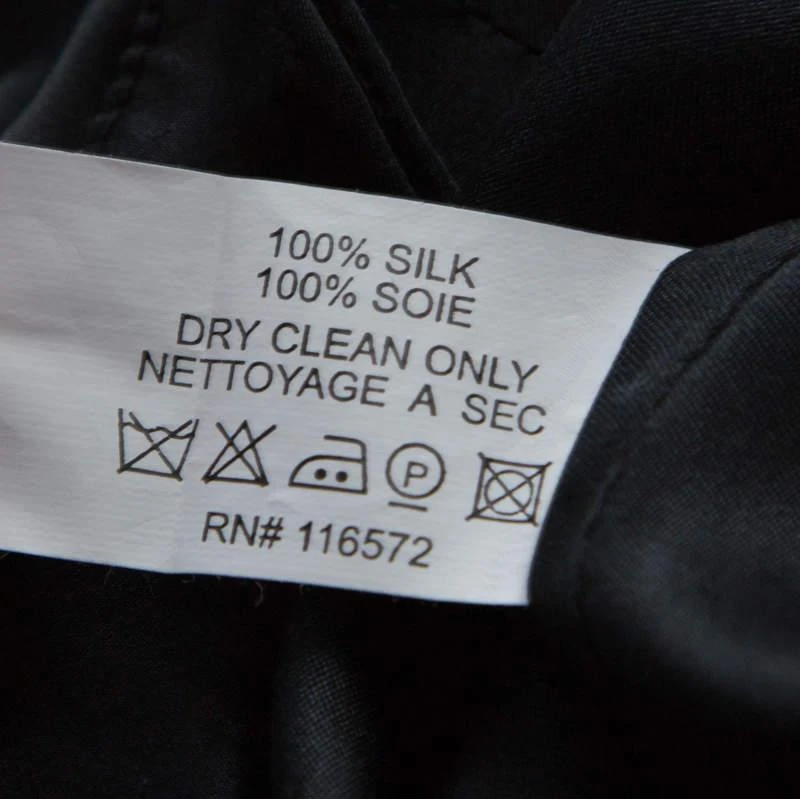 100% SILK
100% SOIE
DRY CLEAN ONLY
NETTOYAGE A SEC
P
RN# 116572